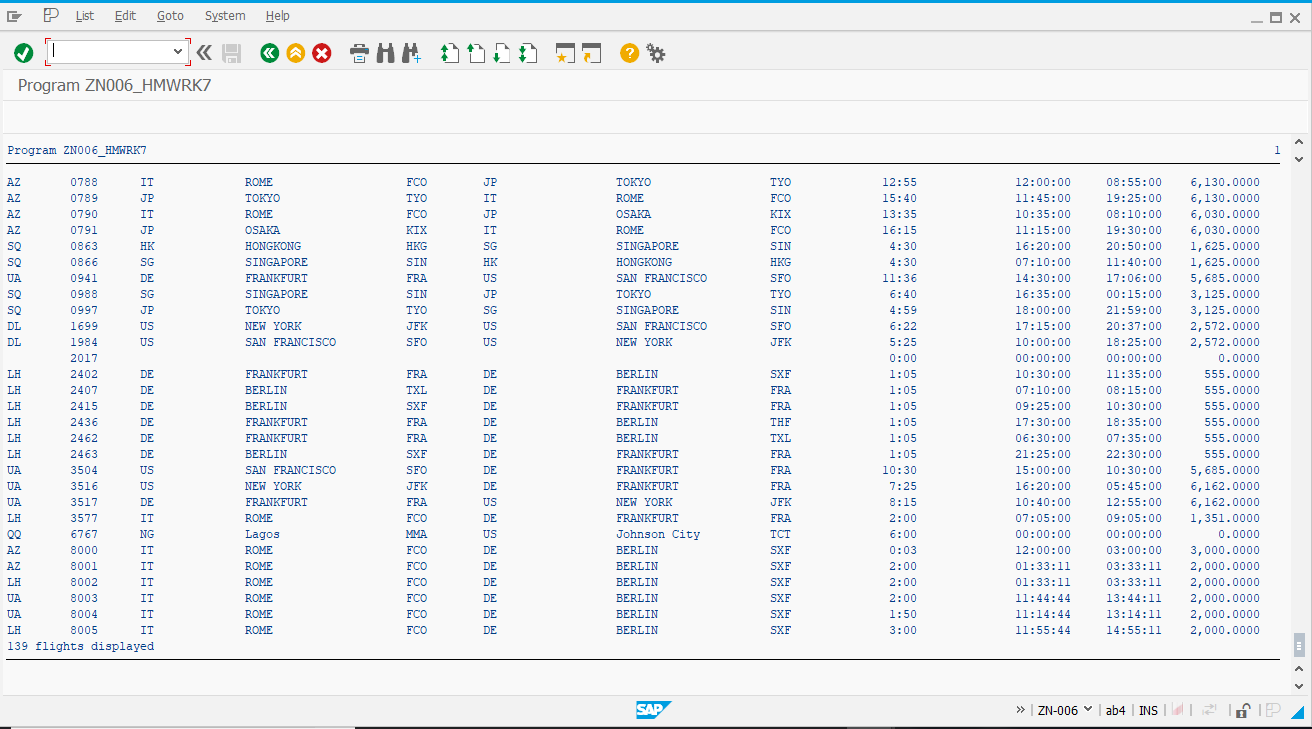 List Edit Goto System Help
Program ZN006_HMWRK7
Program ZN006_HMWRK7 1
AZ 0788 IT ROME FCO JP TOKYO TYO 12:55 12:00:00 08:55:00 6,130.0000
AZ 0789 JP TOKYO TYO IT ROME FCO 15:40 11:45:00 19:25:00 6,130.0000
AZ 0790 IT ROME FCO JP OSAKA KIX 13:35 10:35:00 08:10:00 6,030.0000
AZ 0791 JP OSAKA KIX IT ROME FCO 16:15 11:15:00 19:30:00 6,030.0000
SQ 0863 HK HONGKONG HKG SG SINGAPORE SIN 4:30 16:20:00 20:50:00 1,625.0000
SQ 0866 SG SINGAPORE SIN HK HONGKONG HKG 4:30 07:10:00 11:40:00 1,625.0000
UA 0941 DE FRANKFURT FRA US SAN FRANCISCO SFO 11:36 14:30:00 17:06:00 5,685.0000
SQ 0988 SG SINGAPORE SIN JP TOKYO TYO 6:40 16:35:00 00:15:00 3,125.0000
SQ 0997 JP TOKYO TYO SG SINGAPORE SIN 4:59 18:00:00 21:59:00 3,125.0000
DL 1699 US NEW YORK JFK US SAN FRANCISCO SFO 6:22 17:15:00 20:37:00 2,572.0000
DL 1984 US SAN FRANCISCO SFO US NEW YORK JFK 5:25 10:00:00 18:25:00 2,572.0000
2017 0:00 00:00:00 00:00:00 0.0000
LH 2402 DE FRANKFURT FRA DE BERLIN SXF 1:05 10:30:00 11:35:00 555.0000
LH 2407 DE BERLIN TXL DE FRANKFURT FRA 1:05 07:10:00 08:15:00 555.0000
LH 2415 DE BERLIN SXF DE FRANKFURT FRA 1:05 09:25:00 10:30:00 555.0000
LH 2436 DE FRANKFURT FRA DE BERLIN THF 1:05 17:30:00 18:35:00 555.0000
LH 2462 DE FRANKFURT FRA DE BERLIN TXL 1:05 06:30:00 07:35:00 555.0000
LH 2463 DE BERLIN SXF DE FRANKFURT FRA 1:05 21:25:00 22:30:00 555.0000
UA 3504 US SAN FRANCISCO SFO DE FRANKFURT FRA 10:30 15:00:00 10:30:00 5,685.0000
UA 3516 US NEW YORK JFK DE FRANKFURT FRA 7:25 16:20:00 05:45:00 6,162.0000
UA 3517 DE FRANKFURT FRA US NEW YORK JFK 8:15 10:40:00 12:55:00 6,162.0000
LH 3577 IT ROME FCO DE FRANKFURT FRA 2:00 07:05:00 09:05:00 1,351.0000
QQ 6767 NG Lagos MMA US Johnson City TCT 6:00 00:00:00 00:00:00 0.0000
AZ 8000 IT ROME FCO DE BERLIN SXF 0:03 12:00:00 03:00:00 3,000.0000
AZ 8001 IT ROME FCO DE BERLIN SXF 2:00 01:33:11 03:33:11 2,000.0000
LH 8002 IT ROME FCO DE BERLIN SXF 2:00 01:33:11 03:33:11 2,000.0000
UA 8003 IT ROME FCO DE BERLIN SXF 2:00 11:44:44 13:44:11 2,000.0000
UA 8004 IT ROME FCO DE BERLIN SXF 1:50 11:14:44 13:14:11 2,000.0000
LH 8005 IT ROME FCO DE BERLIN SXF 3:00 11:55:44 14:55:11 2,000.0000
139 flights displayed
SAP ZN-006 ab4 INS